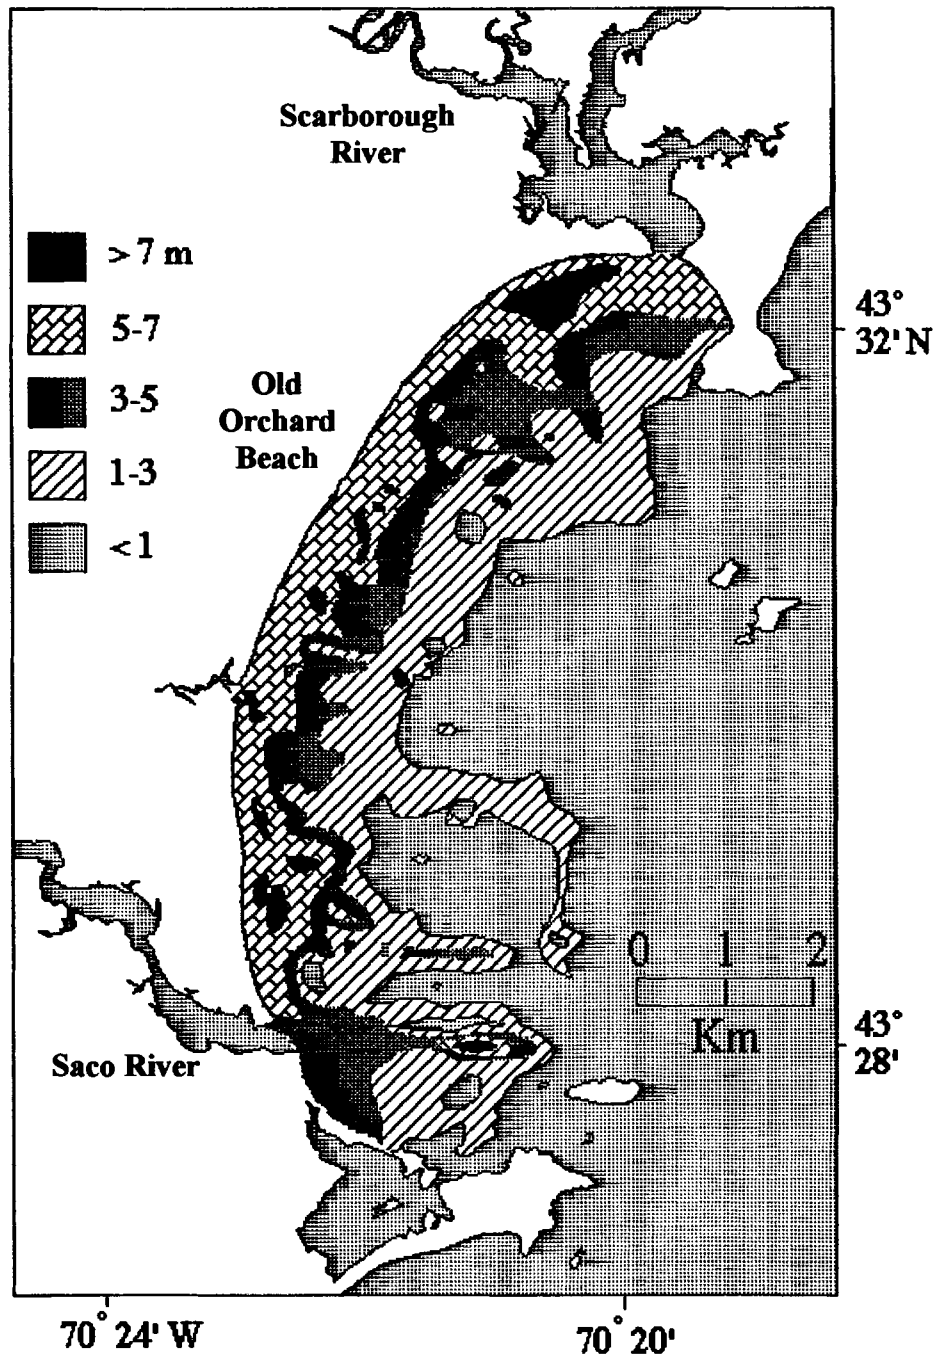 Scarborough
River
> 7 m
5-7
3-5
1-3
< 1
Old
Orchard
Beach
43°
32' N
0 1 2
Km
43°
28'
Saco River
70° 24' W
70° 20'